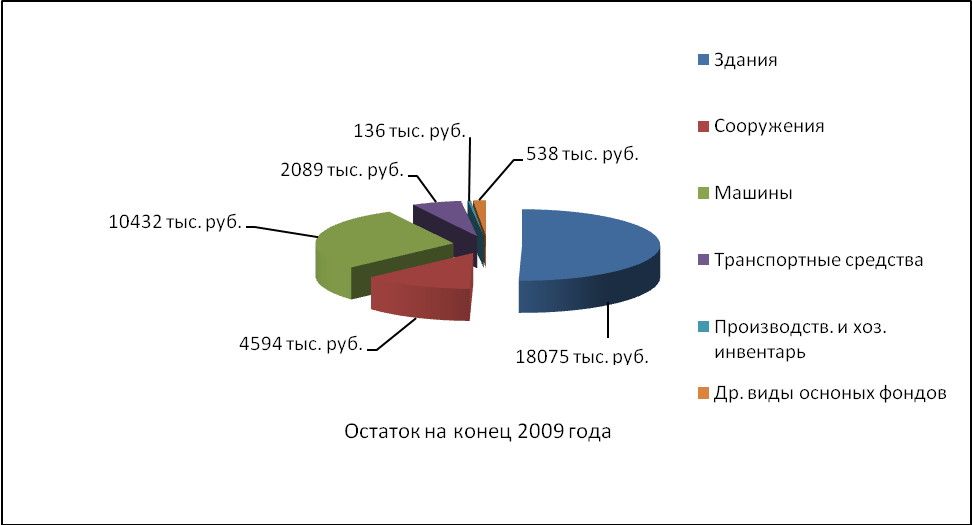 136 тыс. руб.
538 тыс. руб.
2089 тыс. руб.
10432 тыс. руб.
4594 тыс. руб.
18075 тыс. руб.
Здания
Сооружения
Машины
Транспортные средства
Производств. и хоз.
инвентарь
Др. виды осноных фондов
Остаток на конец 2009 года